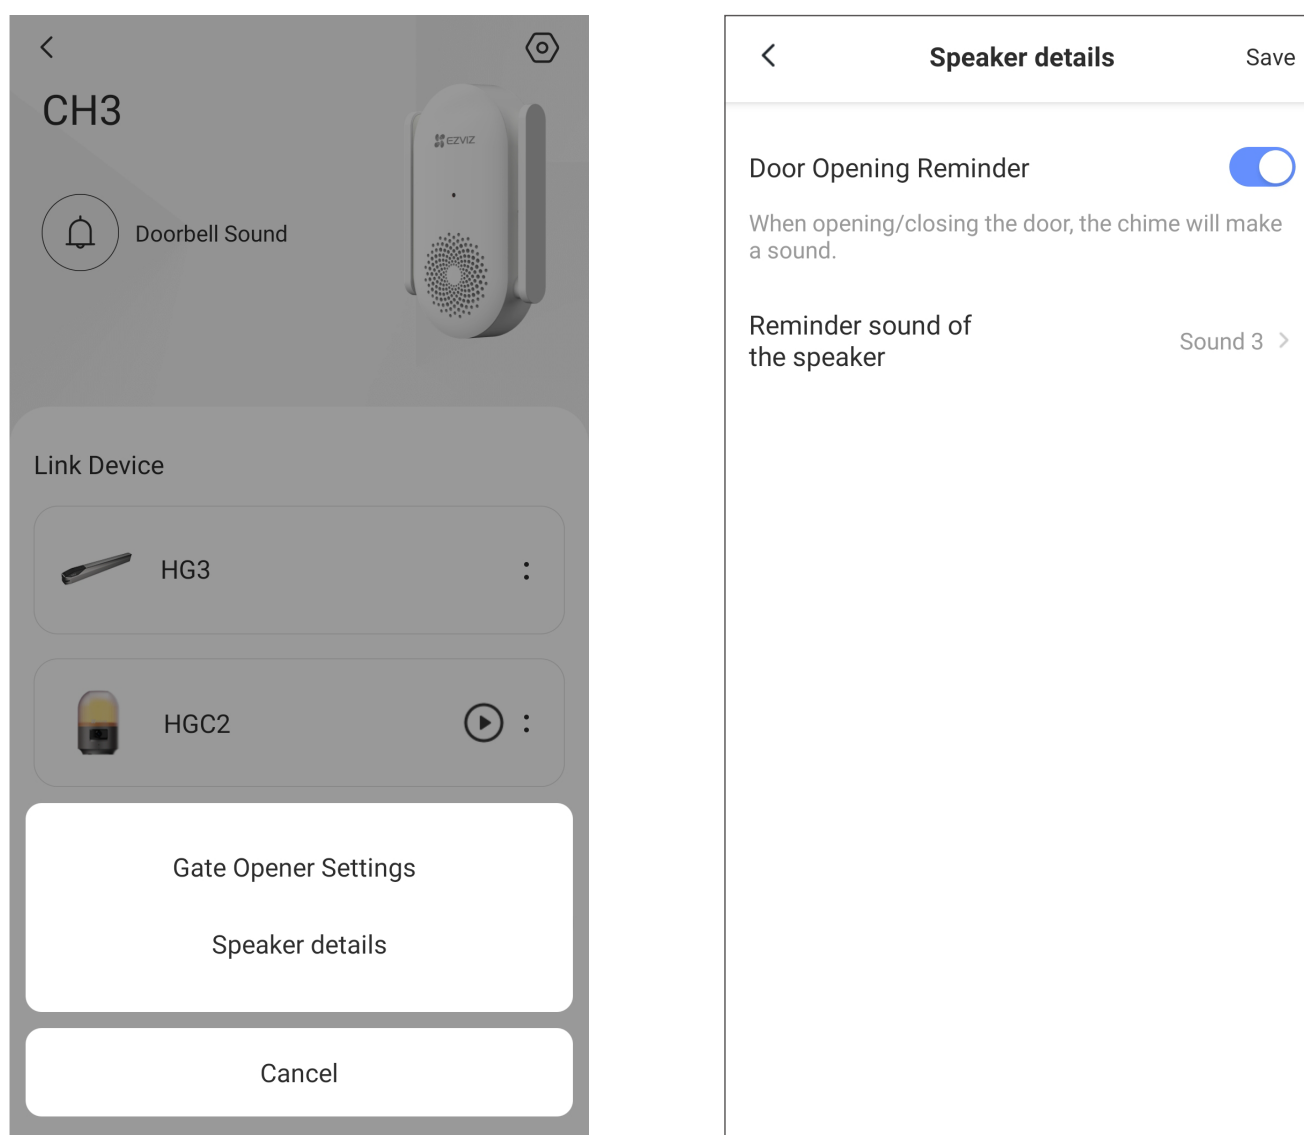 CH3
EZVIZ
Doorbell Sound
Link Device
HG3
HGC2
Gate Opener Settings
Speaker details
Cancel
Speaker details
Save
Door Opening Reminder
When opening/closing the door, the chime will make
a sound.
Reminder sound of
the speaker
Sound 3